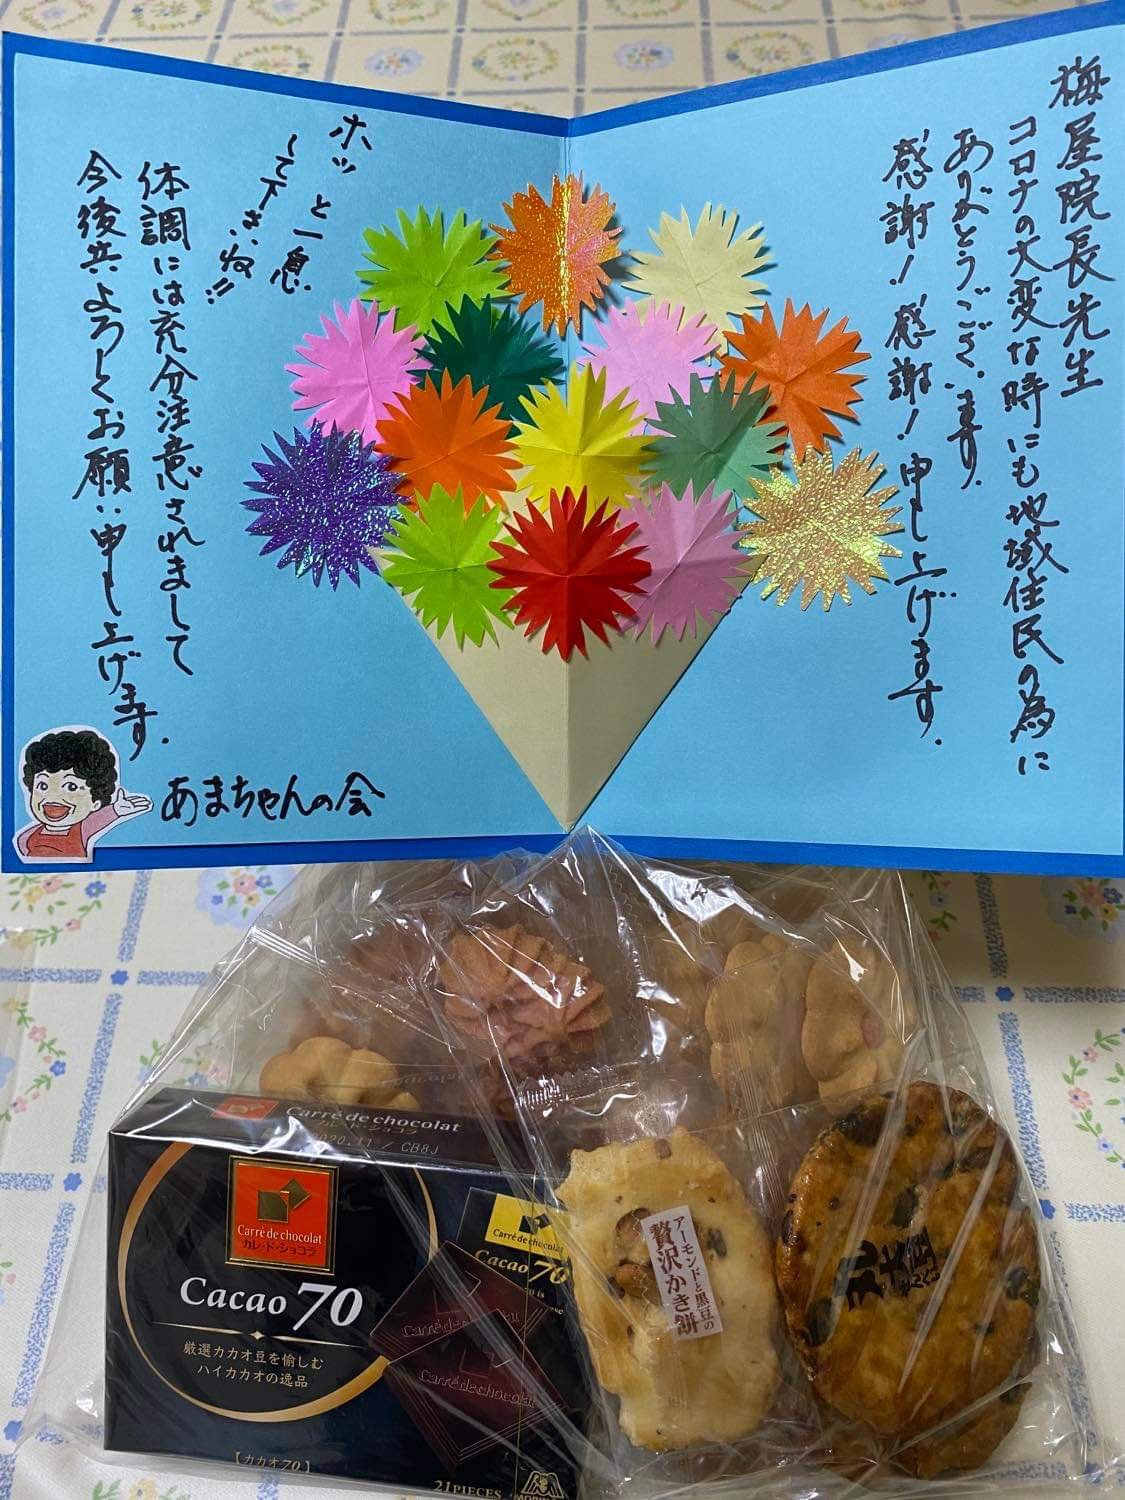 梅屋院長先生
コロナの大変な時にも地域住民の為に
ありがとうございます。
感謝!感謝!申し上げます。
ホッと一息
して下さいね!!
体調には充分注意されまして
今後共よろしくお願い申し上げます。
あまちゃんの会
Carré de chocolat
カレ・ド・ショコラ
2020.11 / CB8J
Carré de chocolat
カレ・ド・ショコラ
Cacao 70
厳選カカオ豆を愉しむ
ハイカカオの逸品
【カカオ70】
21PIECES
Carré de chocolat
Cacao 70
Carré de chocolat
Carré de chocolat
アーモンドと黒豆の
贅沢かき餅